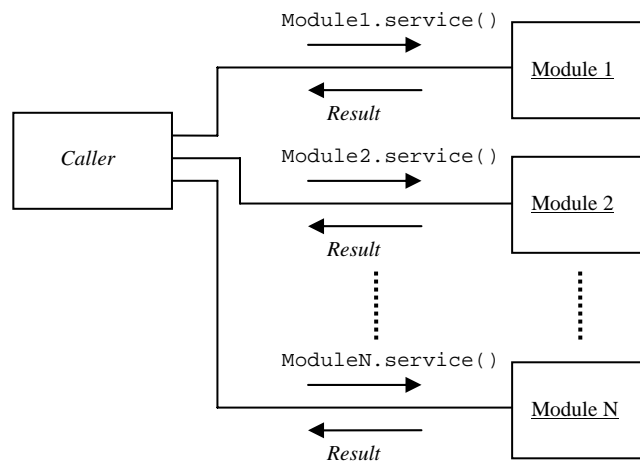 Module1.service()
Module 1
Result
Caller
Module2.service()
Module 2
Result
ModuleN.service()
Module N
Result